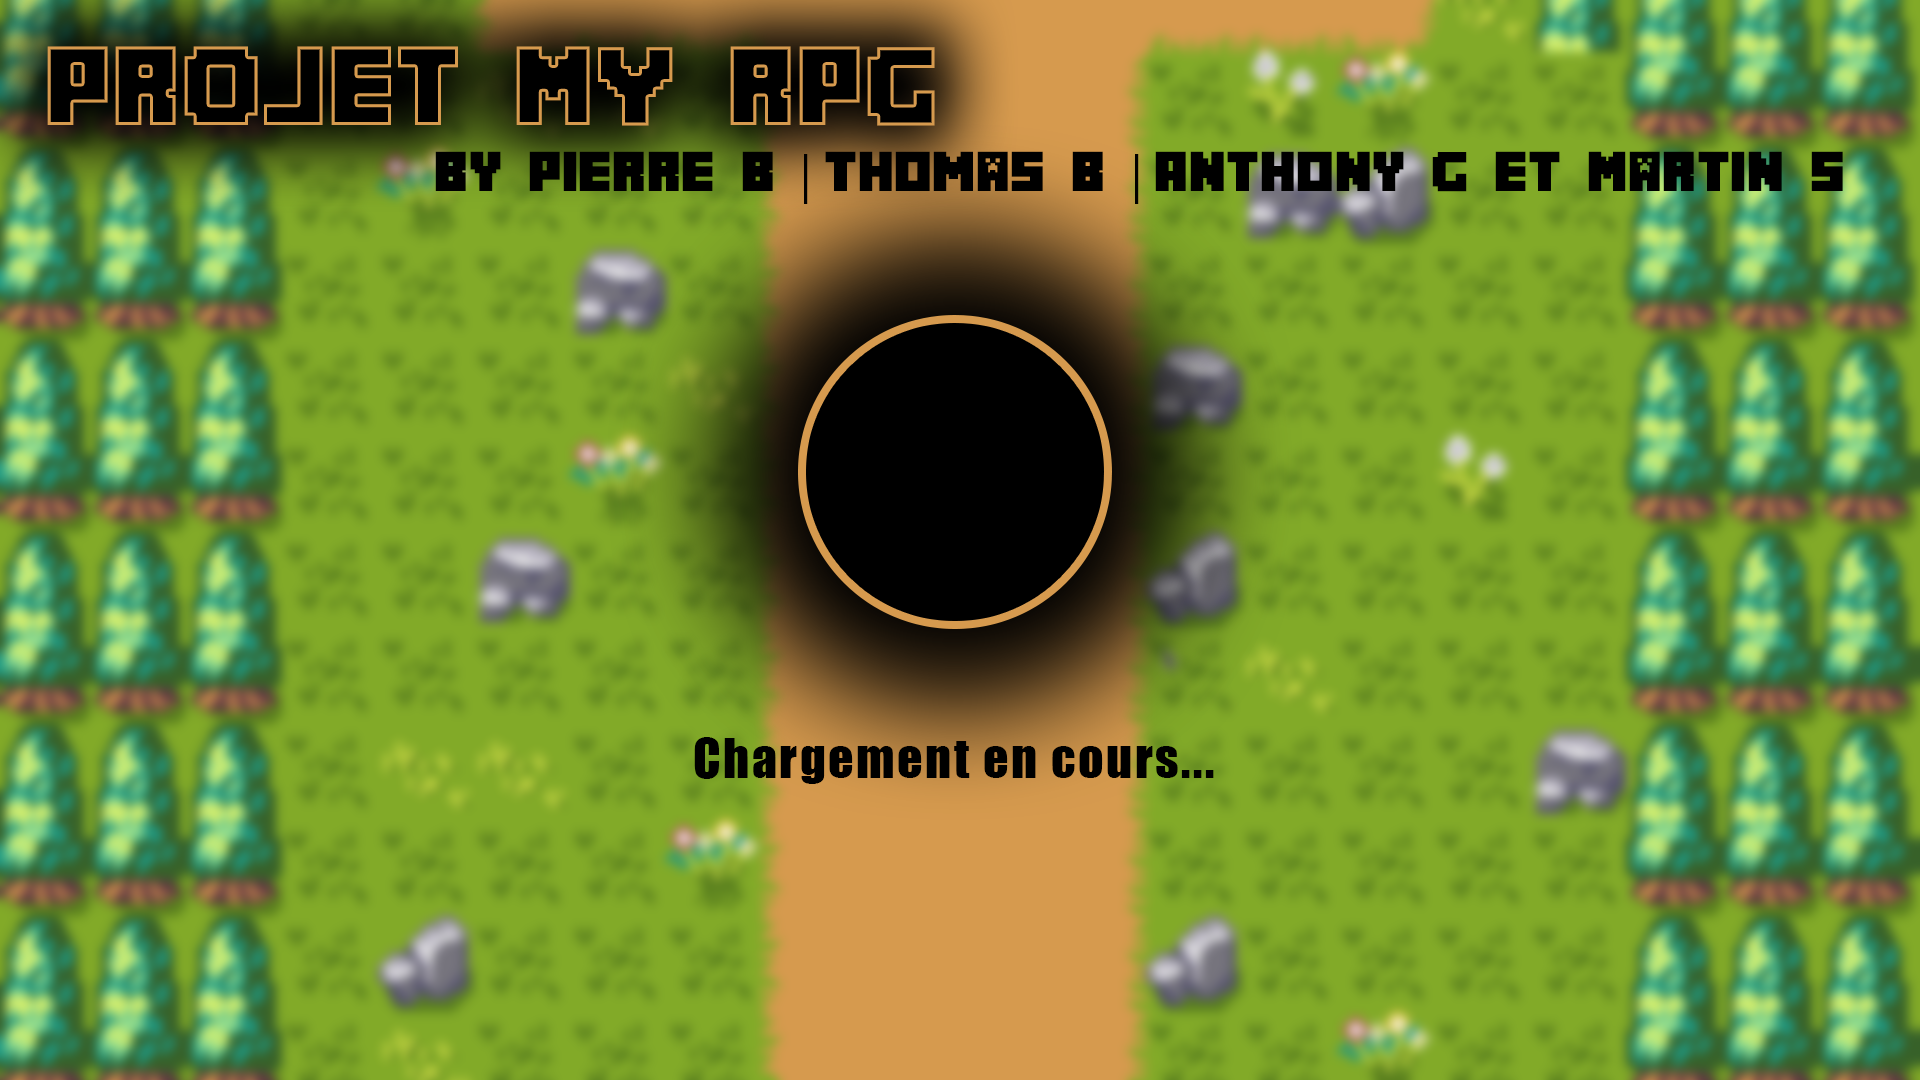 PROJET MY RPG
BY PIERRE B | THOMAS B | ANTHONY G ET MARTIN S
Chargement en cours...